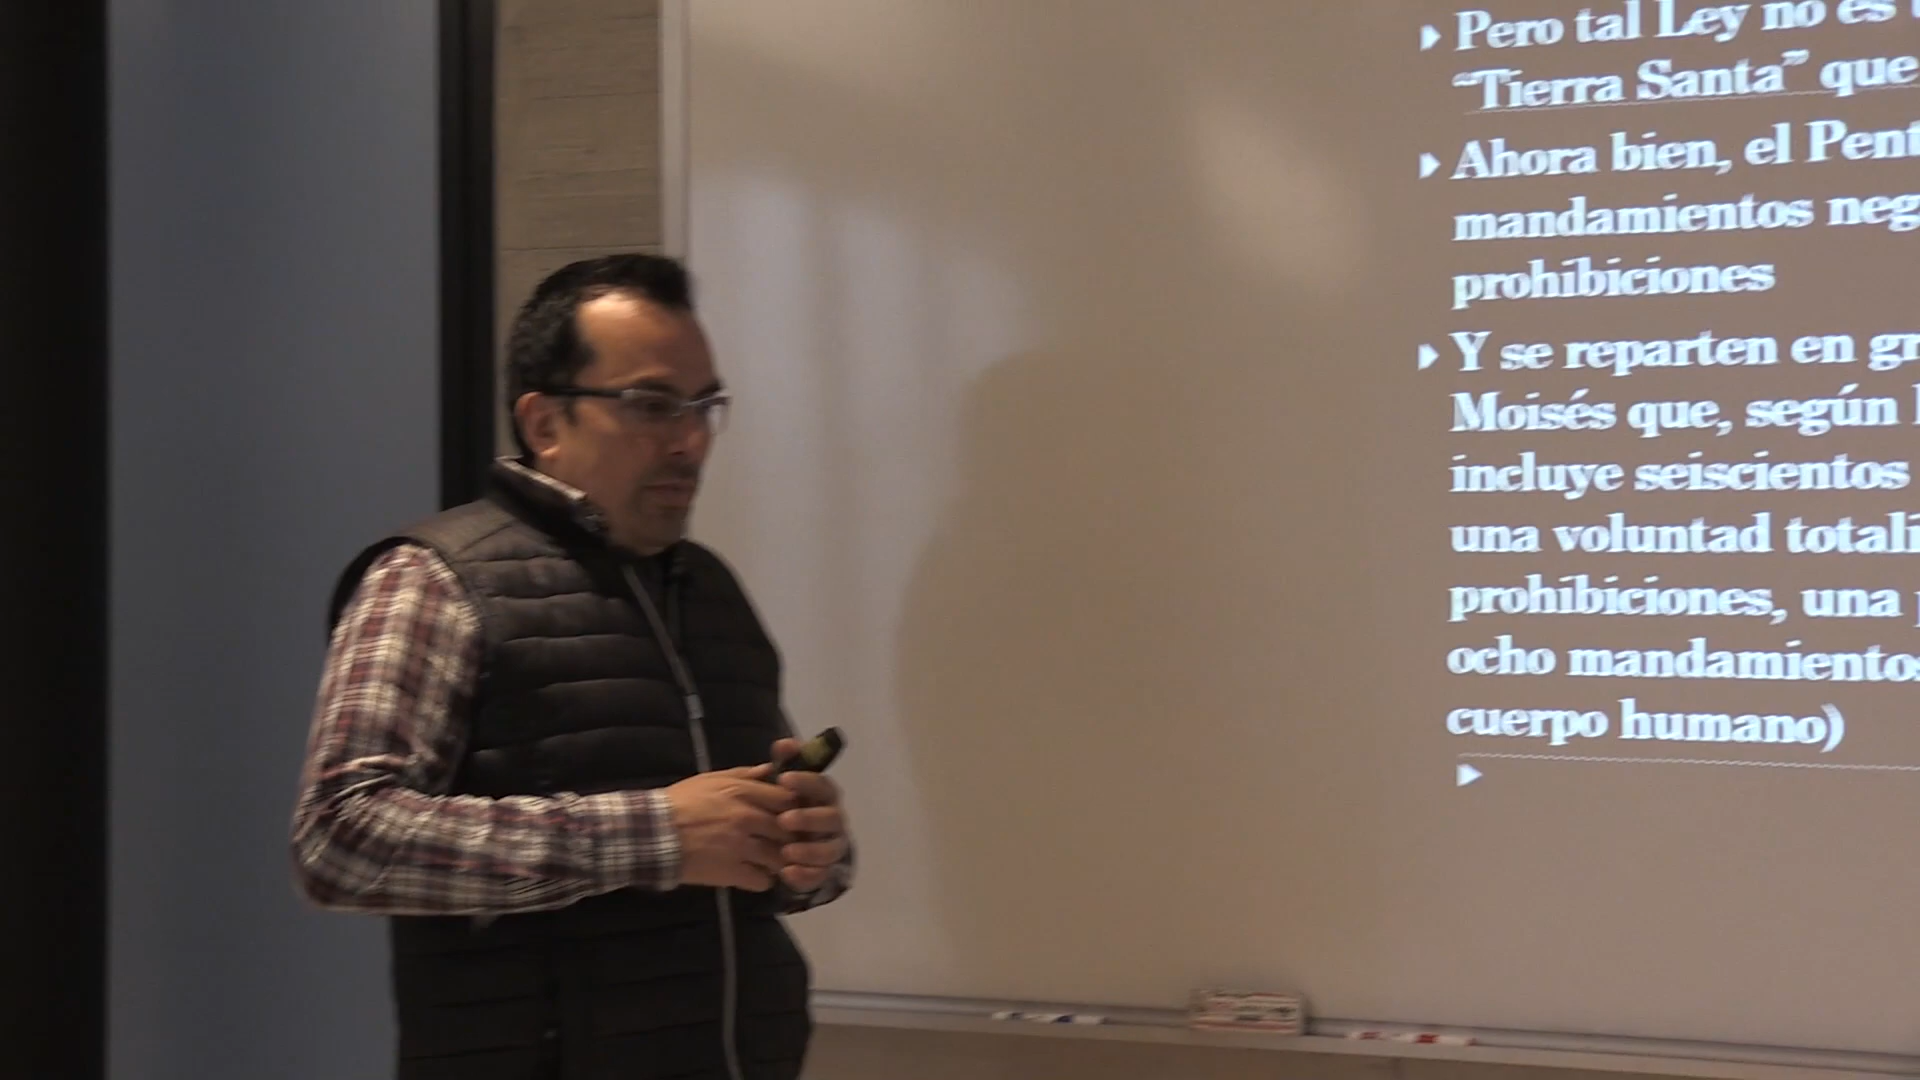 Pero tal Ley no es
"Tierra Santa" que
Ahora bien, el Pent
mandamientos neg
prohibiciones
Y se reparten en gr
Moisés que, según
incluye seiscientos
una voluntad totali
prohibiciones, una
ocho mandamientos
cuerpo humano)